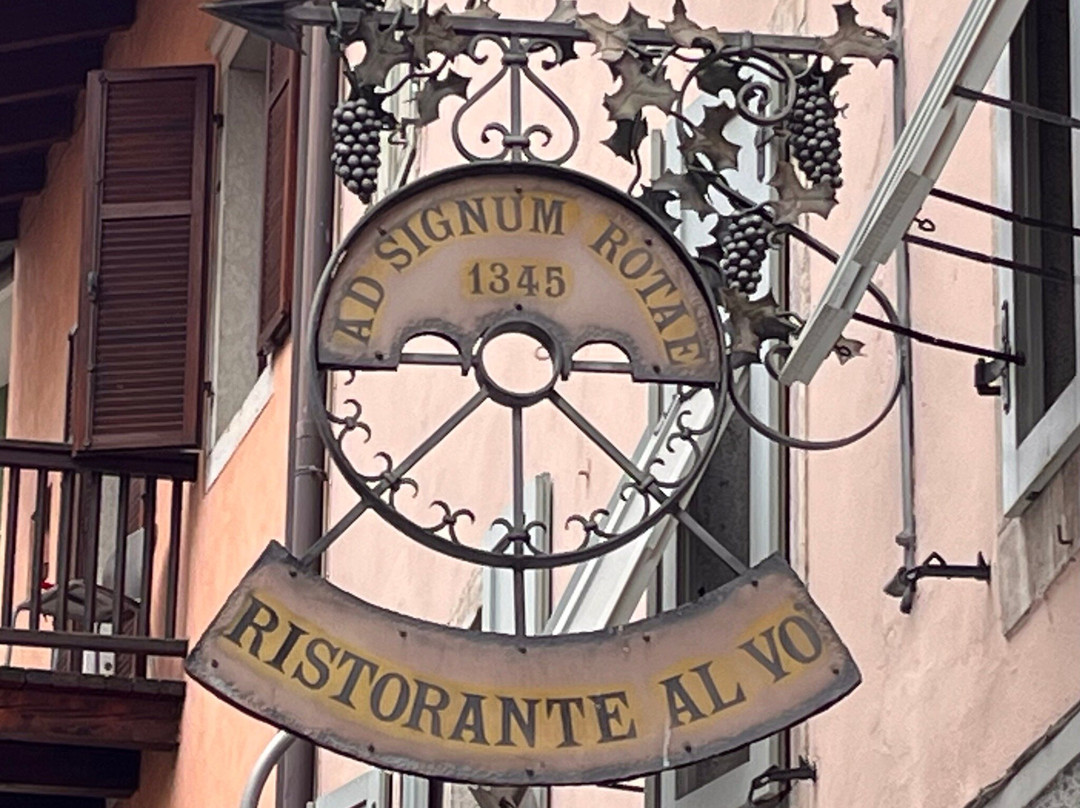 AD SIGNUM ROTAE
1345
RISTORANTE AL VO'